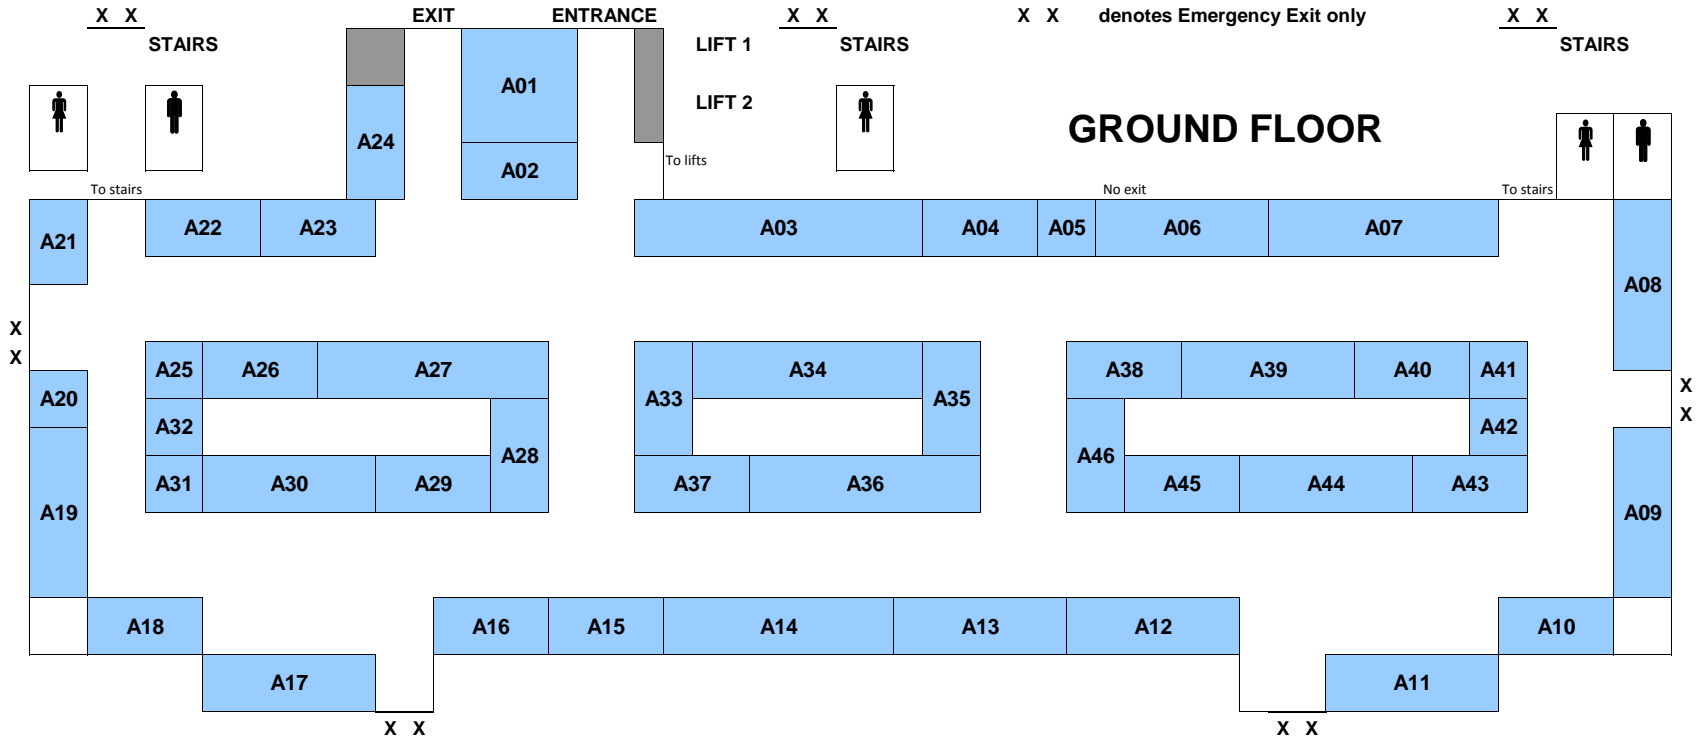 X X EXIT ENTRANCE X X X X denotes Emergency Exit only X X
STAIRS LIFT 1 STAIRS STAIRS
A01
LIFT 2
GROUND FLOOR
A24
To lifts
A02
To stairs No exit To stairs
A22 A23 A03 A04 A05 A06 A07
A21
A08
X
X
A25 A26 A27 A34 A38 A39 A40 A41
X
A20 A33 A35
X
A32 A42
A28 A46
A31 A30 A29 A37 A36 A45 A44 A43
A19 A09
A18 A16 A15 A14 A13 A12 A10
A17 A11
X X X X